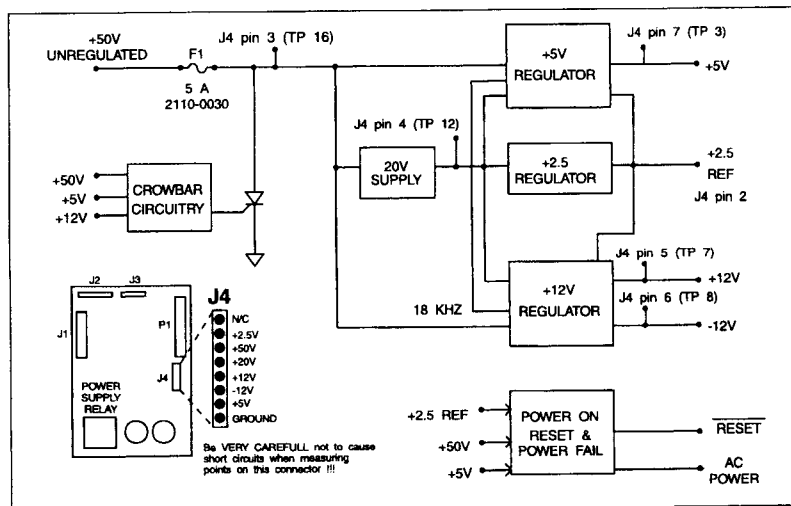 +50V
UNREGULATED
F1
5 A
2110-0030
J4 pin 3 (TP 16)
+5V
REGULATOR
J4 pin 7 (TP 3)
+5V
J4 pin 4 (TP 12)
20V
SUPPLY
+2.5
REGULATOR
+2.5
REF
J4 pin 2
+50V
+5V
+12V
CROWBAR
CIRCUITRY
+12V
REGULATOR
18 KHZ
J4 pin 5 (TP 7)
+12V
J4 pin 6 (TP 8)
-12V
J2
J3
J1
P1
J4
POWER
SUPPLY
RELAY
J4
N/C
+2.5V
+50V
+20V
+12V
-12V
+5V
GROUND
Be VERY CAREFULL not to cause
short circuits when measuring
points on this connector !!!
+2.5 REF
+50V
+5V
POWER ON
RESET &
POWER FAIL
RESET
AC
POWER